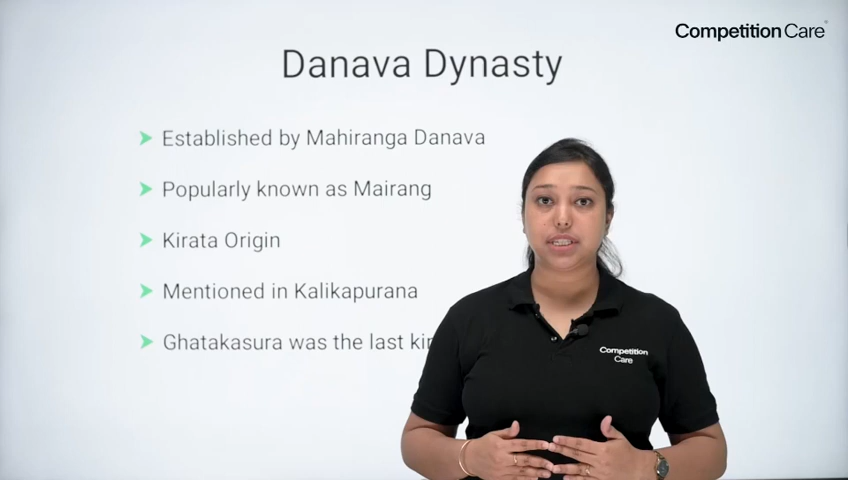 Competition Care
Danava Dynasty
Established by Mahiranga Danava
Popularly known as Mairang
Kirata Origin
Mentioned in Kalikapurana
Ghatakasura was the last
Competition
Care